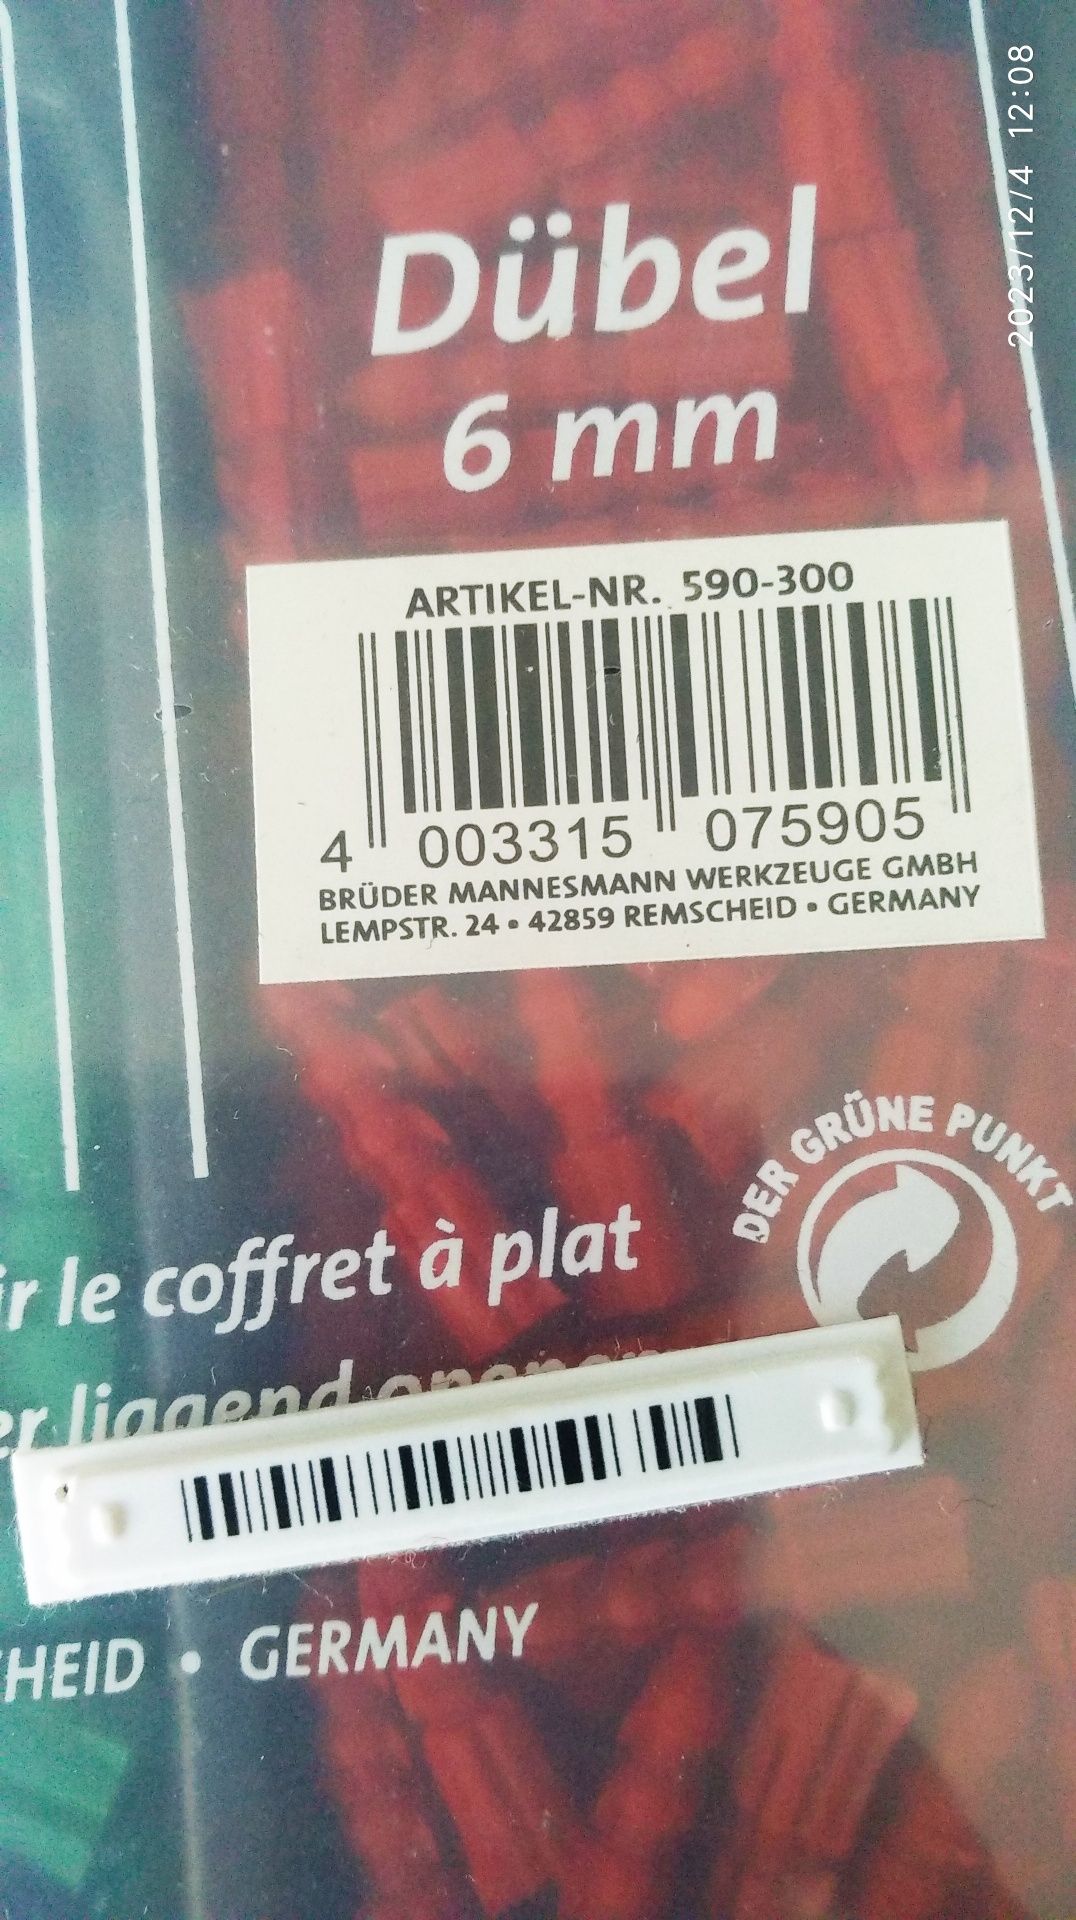 2023/12/4 12:08
Dübel
6 mm
ARTIKEL-NR. 590-300
4 003315 075905
BRÜDER MANNESMANN WERKZEUGE GMBH
LEMPSTR. 24 • 42859 REMSCHEID • GERMANY
DER GRÜNE PUNKT
le coffret à plat
liggend
GERMANY